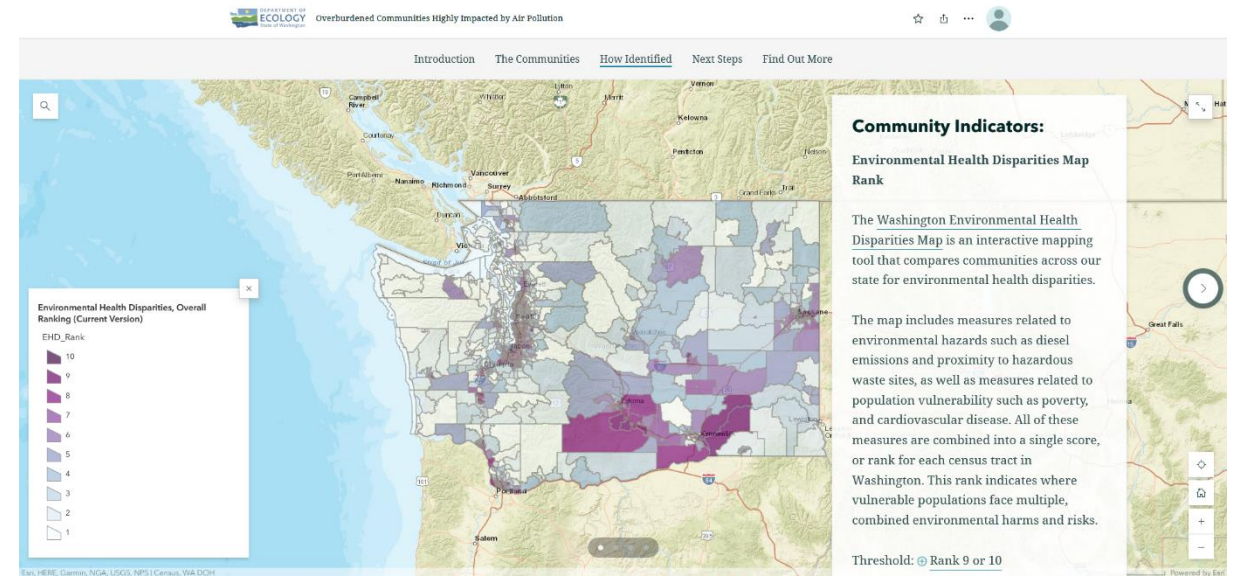 DEPARTMENT OF
ECOLOGY
State of Washington
Overburdened Communities Highly Impacted by Air Pollution
Introduction
The Communities
How Identified
Next Steps
Find Out More
Campbell
River
Courtenay
Port Alberni
Nanaimo
Vancouver
Richmond
Surrey
Abbotsford
Duncan
Lytton
Merritt
Vernon
Kelowna
Penticton
Nelson
Trail
Grand Forks
Yakima
Kennewick
Portland
Salem
Great Falls
Environmental Health Disparities, Overall
Ranking (Current Version)
EHD_Rank
10
9
8
7
6
5
4
3
2
1
Community Indicators:
Environmental Health Disparities Map
Rank
The Washington Environmental Health
Disparities Map is an interactive mapping
tool that compares communities across our
state for environmental health disparities.
The map includes measures related to
environmental hazards such as diesel
emissions and proximity to hazardous
waste sites, as well as measures related to
population vulnerability such as poverty,
and cardiovascular disease. All of these
measures are combined into a single score,
or rank for each census tract in
Washington. This rank indicates where
vulnerable populations face multiple,
combined environmental harms and risks.
Threshold: Rank 9 or 10
Esri, HERE, Garmin, NGA, USGS, NPS | Census, WA DOH
Powered by Esri